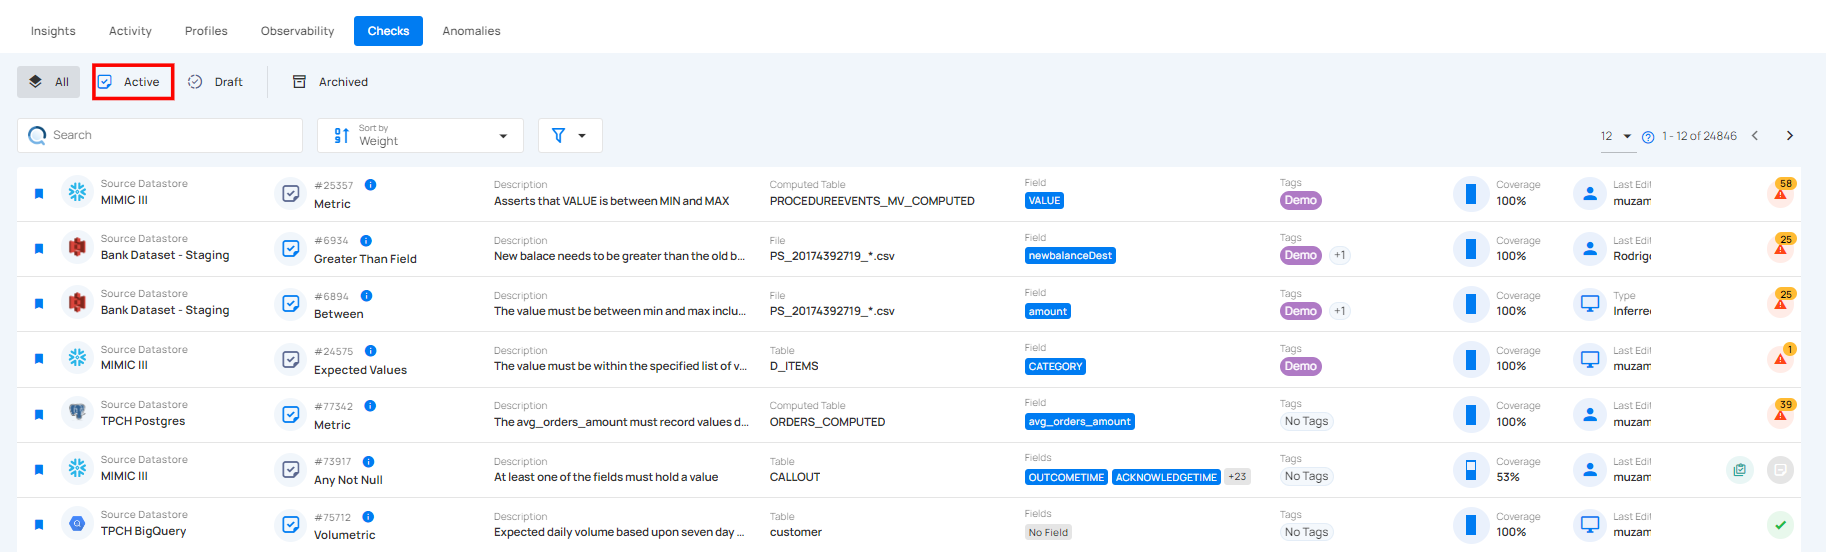 Insights Activity Profiles Observability Checks Anomalies
All Active Draft Archived
Search Sort by Weight 12 1 - 12 of 24846
Source Datastore MIMIC III #25357 Metric Description Asserts that VALUE is between MIN and MAX Computed Table PROCEDUREEVENTS_MV_COMPUTED Field VALUE Tags Demo Coverage 100% Last Edit muzam 58
Source Datastore Bank Dataset - Staging #6934 Greater Than Field Description New balace needs to be greater than the old b... File PS_20174392719_*.csv Field newbalanceDest Tags Demo +1 Coverage 100% Last Edit Rodrig 25
Source Datastore Bank Dataset - Staging #6894 Between Description The value must be between min and max inclu... File PS_20174392719_*.csv Field amount Tags Demo +1 Coverage 100% Type Inferre 25
Source Datastore MIMIC III #24575 Expected Values Description The value must be within the specified list of v... Table D_ITEMS Field CATEGORY Tags Demo Coverage 100% Last Edit muzam 1
Source Datastore TPCH Postgres #77342 Metric Description The avg_orders_amount must record values d... Computed Table ORDERS_COMPUTED Field avg_orders_amount Tags No Tags Coverage 100% Last Edit muzam 39
Source Datastore MIMIC III #73917 Any Not Null Description At least one of the fields must hold a value Table CALLOUT Fields OUTCOMETIME ACKNOWLEDGETIME +23 Tags No Tags Coverage 53% Last Edit muzam
Source Datastore TPCH BigQuery #75712 Volumetric Description Expected daily volume based upon seven day ... Table customer Fields No Field Tags No Tags Coverage 100% Last Edit muzam